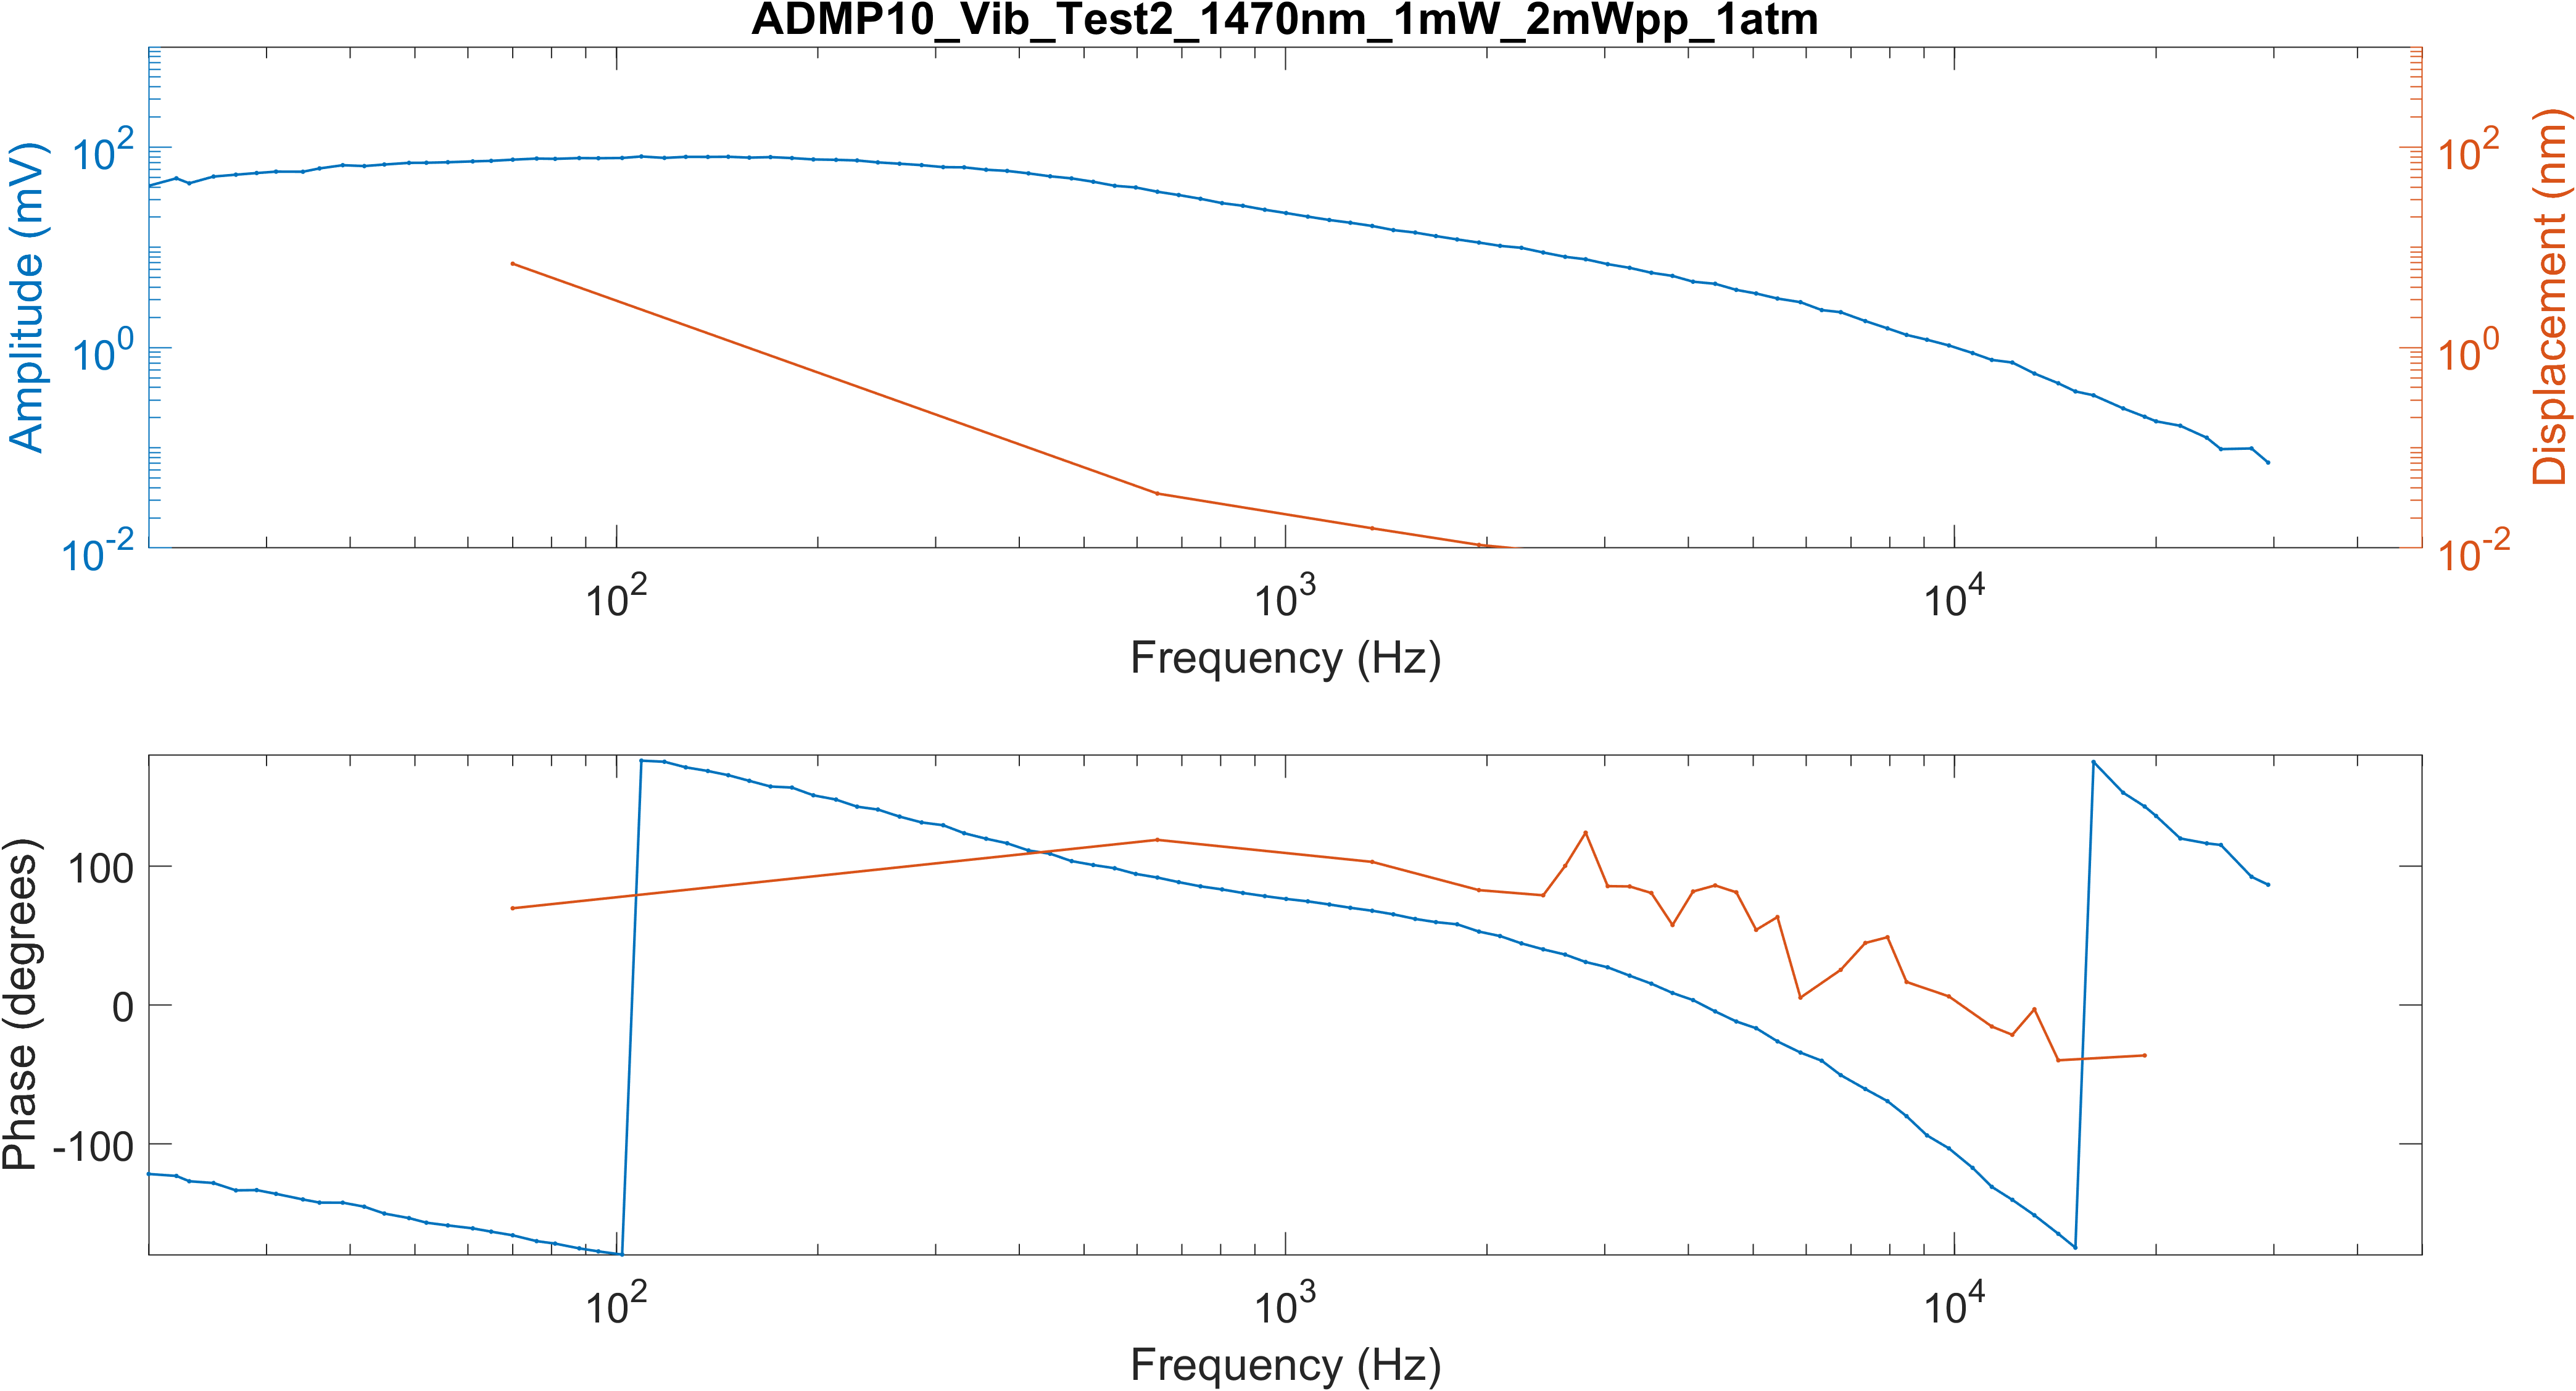 ADMP10_Vib_Test2_1470nm_1mW_2mWpp_1atm
Amplitude (mV)
10^2
10^0
10^-2
10^2
10^0
10^-2
Displacement (nm)
10^2
10^3
10^4
Frequency (Hz)
Phase (degrees)
100
0
-100
10^2
10^3
10^4
Frequency (Hz)